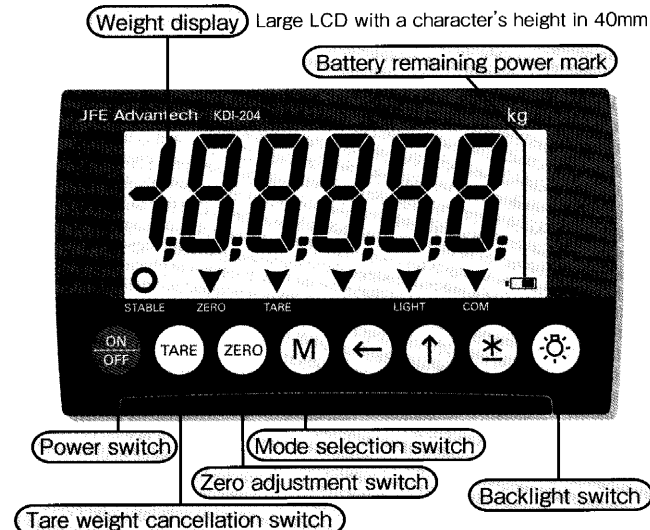 Weight display Large LCD with a character's height in 40mm
Battery remaining power mark
JFE Advantech KDI-204 kg
-188888
STABLE ZERO TARE LIGHT COM
ON
OFF
TARE ZERO M ← ↑ ∗
Power switch Mode selection switch
Zero adjustment switch
Backlight switch
Tare weight cancellation switch